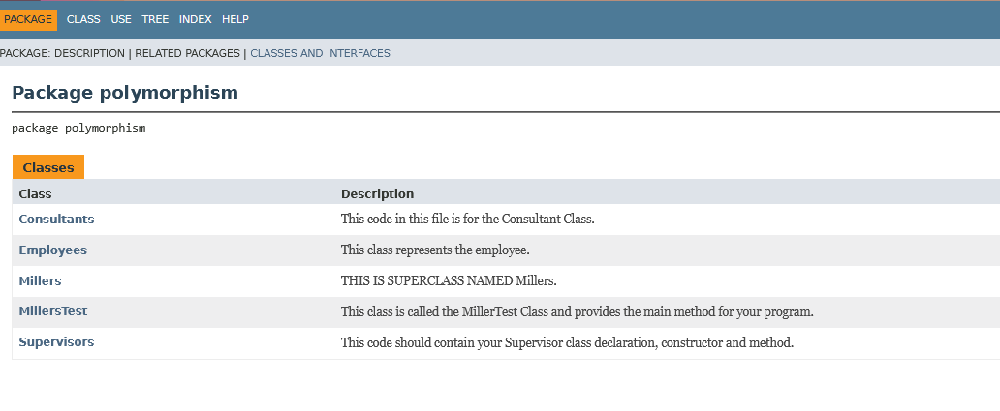 PACKAGE CLASS USE TREE INDEX HELP
PACKAGE: DESCRIPTION | RELATED PACKAGES | CLASSES AND INTERFACES
Package polymorphism
package polymorphism
Classes
Class Description
Consultants This code in this file is for the Consultant Class.
Employees This class represents the employee.
Millers THIS IS SUPERCLASS NAMED Millers.
MillersTest This class is called the MillerTest Class and provides the main method for your program.
Supervisors This code should contain your Supervisor class declaration, constructor and method.